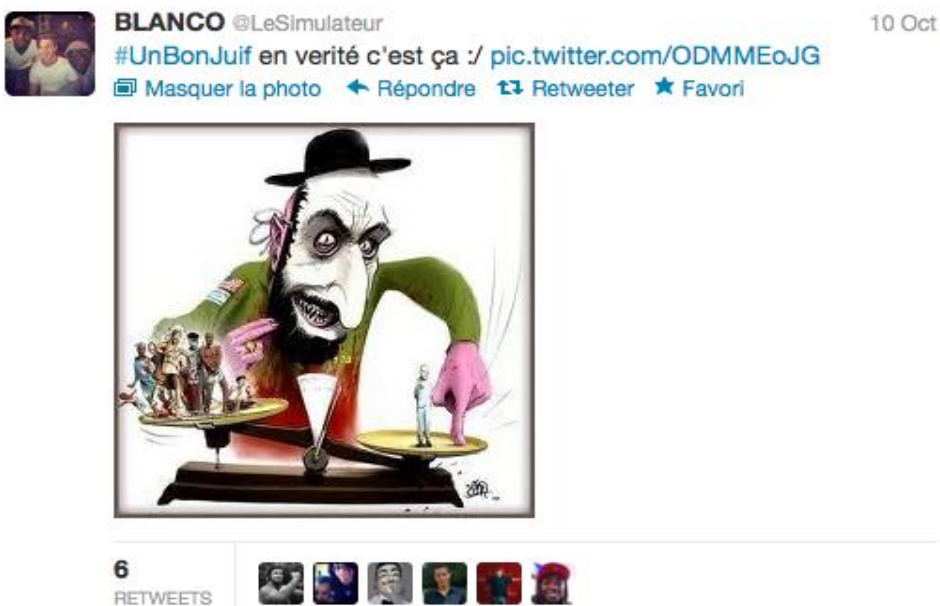 BLANCO @LeSimulateur 10 Oct
#UnBonJuif en verité c'est ça :/ pic.twitter.com/ODMMEoJG
Masquer la photo Répondre Retweeter Favori
6
RETWEETS